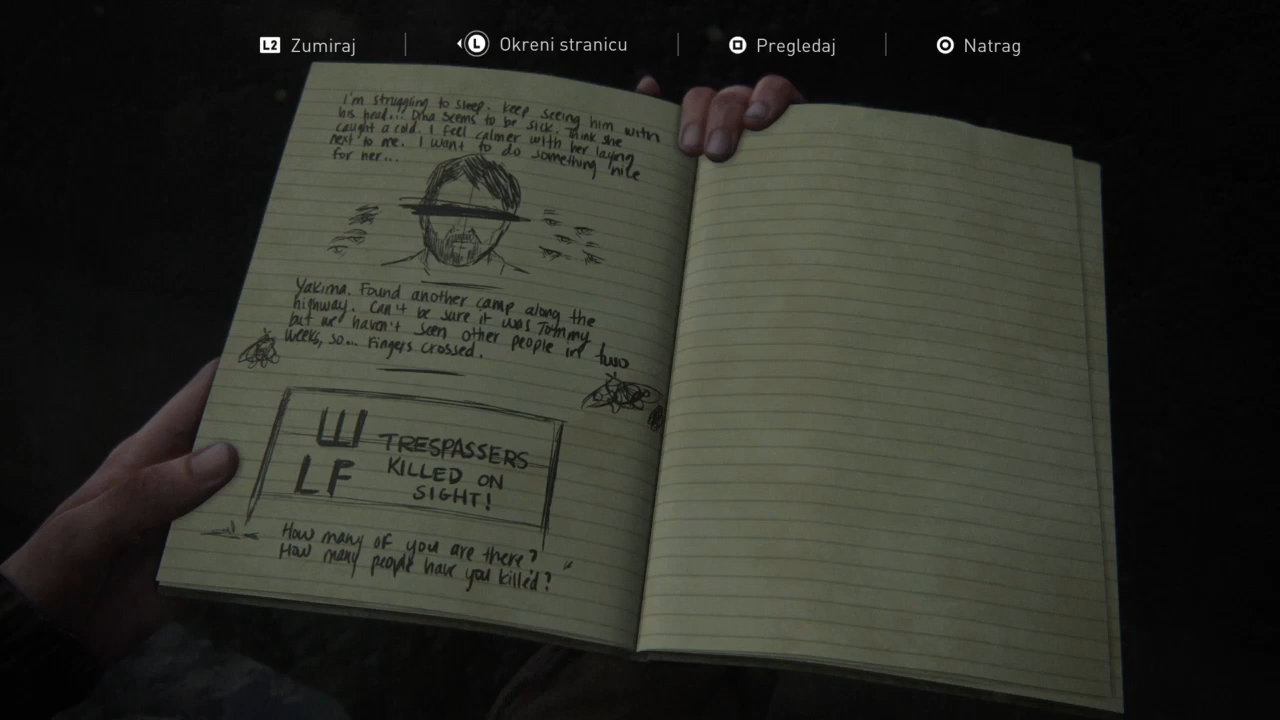 L2 Zumiraj
L Okreni stranicu
Pregledaj
Natrag
I'm struggling to sleep. Keep seeing him with
his head... Dina seems to be sick. Think she
caught a cold. I feel calmer with her laying
next to me. I want to do something nice
for her...
Yakima. Found another camp along the
highway. Can't be sure it was Tommy
but we haven't seen other people in two
weeks, so... Fingers crossed.
W TRESPASSERS
LF KILLED ON
SIGHT!
How many of you are there?
How many people have you killed?